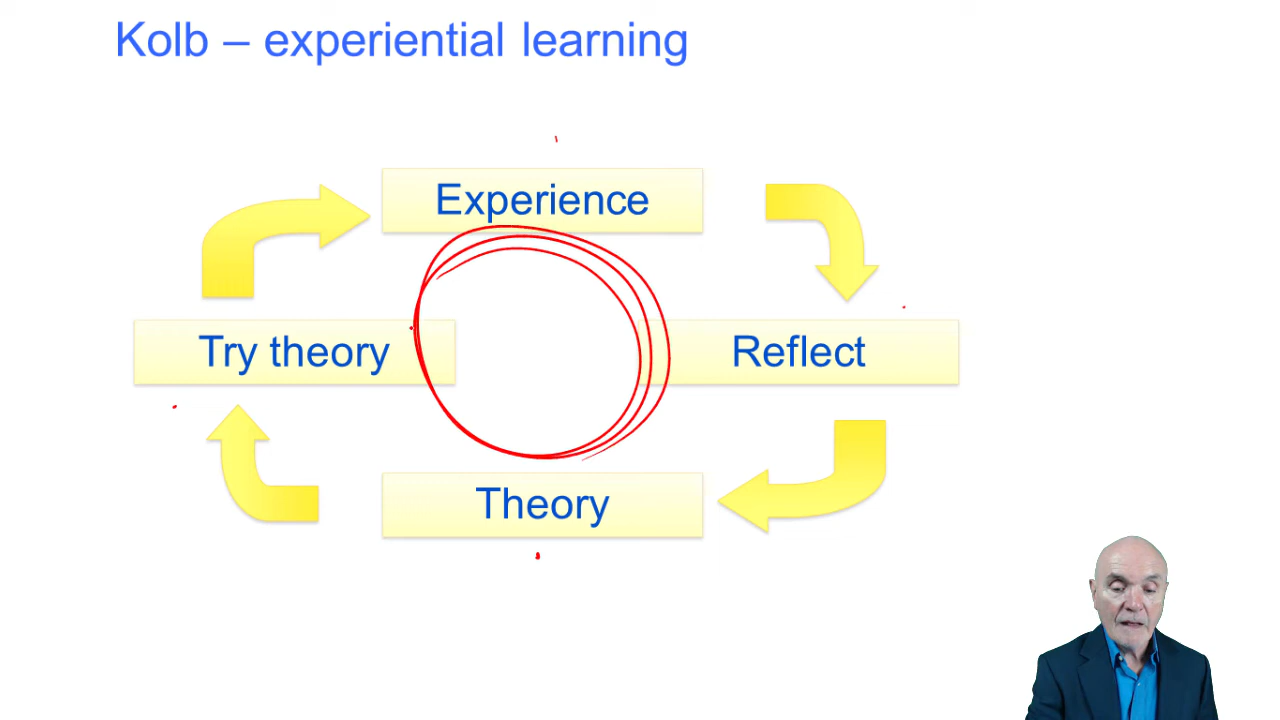 Kolb – experiential learning
Experience
Try theory
Reflect
Theory